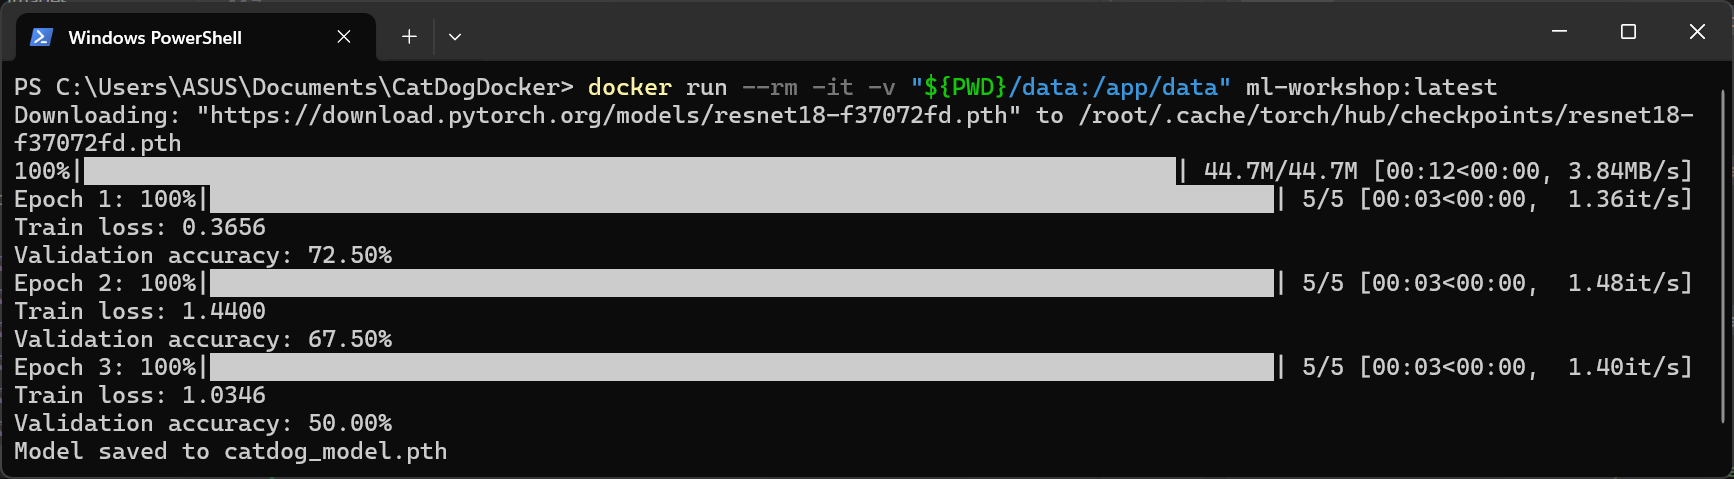 Windows PowerShell
PS C:\Users\ASUS\Documents\CatDogDocker> docker run --rm -it -v "${PWD}/data:/app/data" ml-workshop:latest
Downloading: "https://download.pytorch.org/models/resnet18-f37072fd.pth" to /root/.cache/torch/hub/checkpoints/resnet18-
f37072fd.pth
100%| | 44.7M/44.7M [00:12<00:00, 3.84MB/s]
Epoch 1: 100%| | 5/5 [00:03<00:00, 1.36it/s]
Train loss: 0.3656
Validation accuracy: 72.50%
Epoch 2: 100%| | 5/5 [00:03<00:00, 1.48it/s]
Train loss: 1.4400
Validation accuracy: 67.50%
Epoch 3: 100%| | 5/5 [00:03<00:00, 1.40it/s]
Train loss: 1.0346
Validation accuracy: 50.00%
Model saved to catdog_model.pth